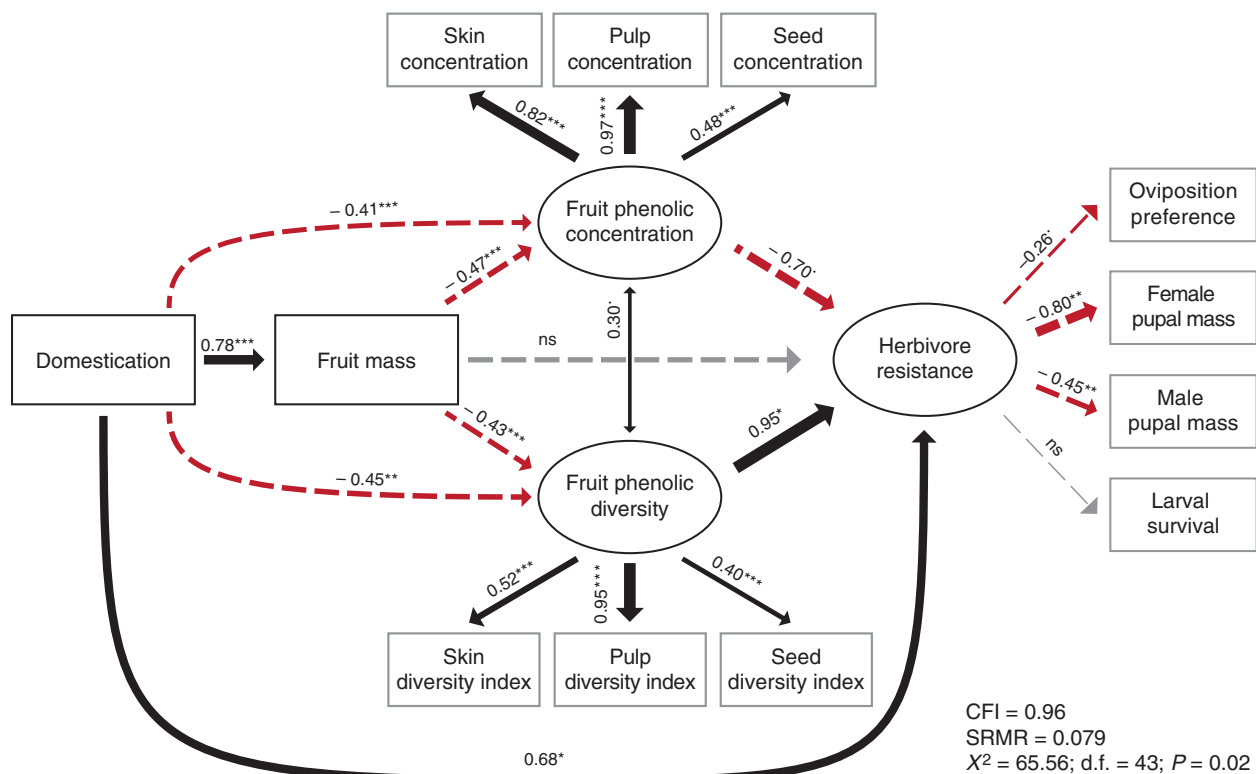 Skin
concentration
Pulp
concentration
Seed
concentration
0.82***
0.97***
0.48***
Fruit phenolic
concentration
– 0.41***
– 0.47***
– 0.70·
0.30·
Oviposition
preference
–0.26·
Female
pupal mass
– 0.80**
Domestication
0.78***
Fruit mass
ns
Herbivore
resistance
– 0.45**
Male
pupal mass
ns
Larval
survival
– 0.43***
– 0.45**
0.95*
Fruit phenolic
diversity
0.52***
0.95****
0.40***
Skin
diversity index
Pulp
diversity index
Seed
diversity index
0.68*
CFI = 0.96
SRMR = 0.079
X² = 65.56; d.f. = 43; P = 0.02